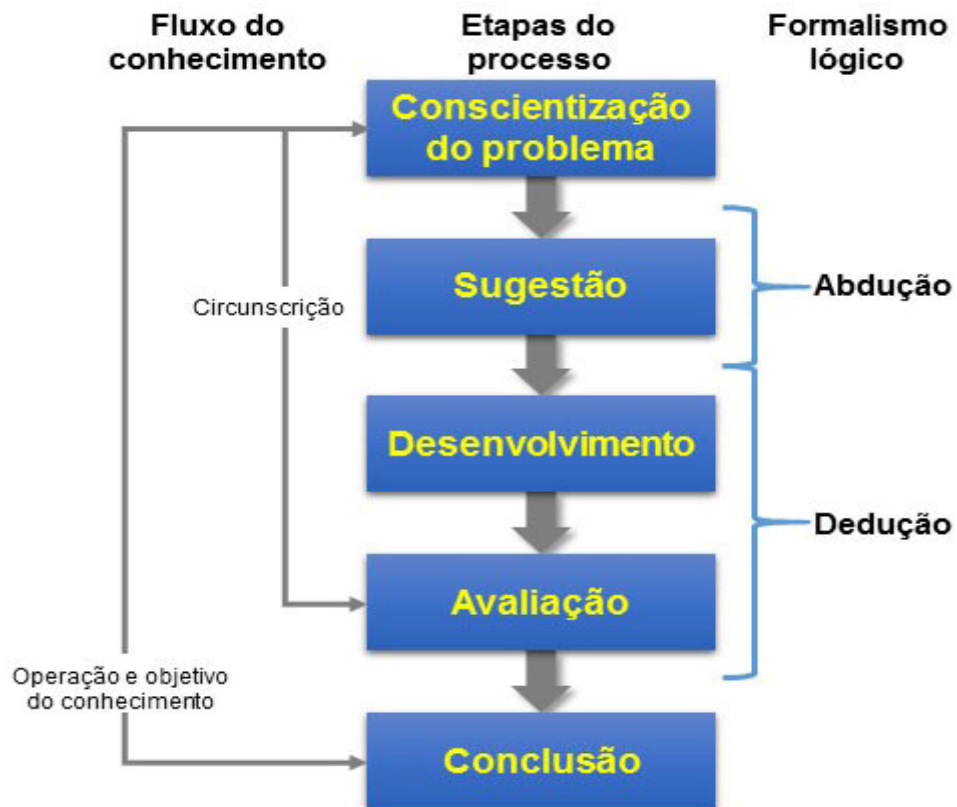 Fluxo do
conhecimento
Etapas do
processo
Formalismo
lógico
Conscientização
do problema
Sugestão
Abdução
Circunscrição
Desenvolvimento
Dedução
Avaliação
Operação e objetivo
do conhecimento
Conclusão